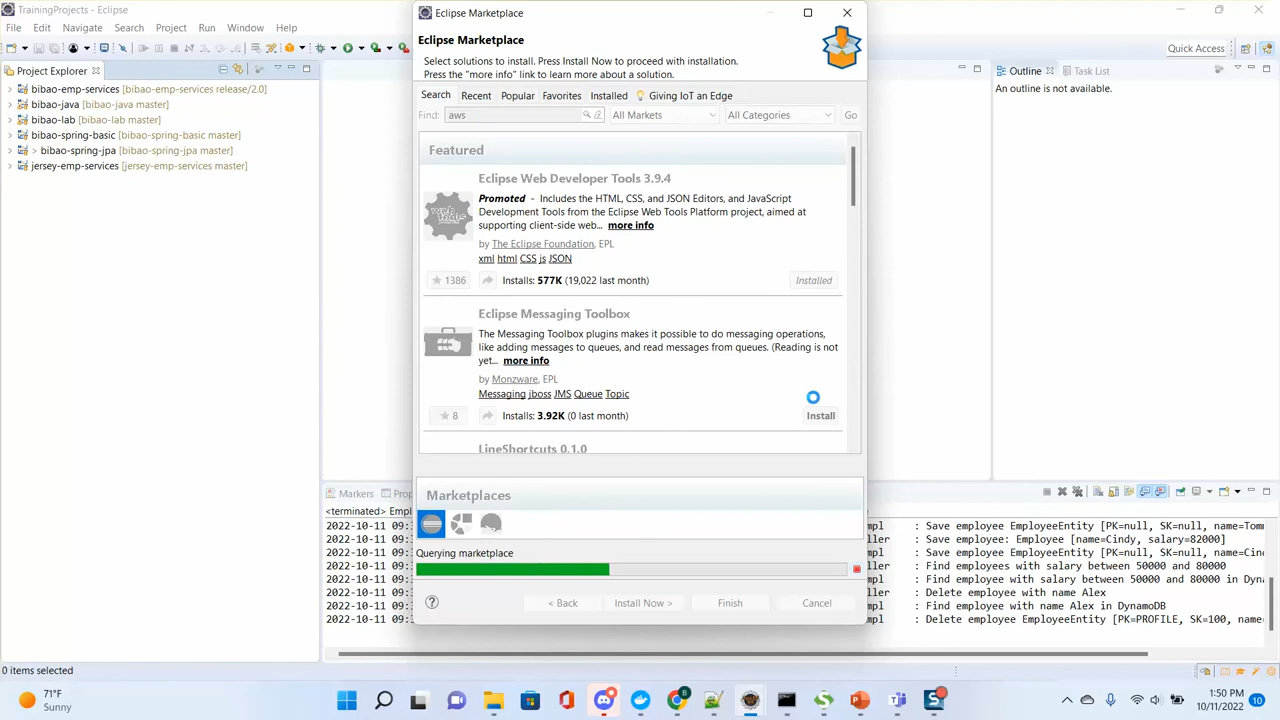 TrainingProjects - Eclipse
File Edit Navigate Search Project Run Window Help
Quick Access
Project Explorer
bibao-emp-services [bibao-emp-services release/2.0]
bibao-java [bibao-java master]
bibao-lab [bibao-lab master]
bibao-spring-basic [bibao-spring-basic master]
> bibao-spring-jpa [bibao-spring-jpa master]
jersey-emp-services [jersey-emp-services master]
Eclipse Marketplace
Eclipse Marketplace
Select solutions to install. Press Install Now to proceed with installation.
Press the "more info" link to learn more about a solution.
Search Recent Popular Favorites Installed Giving IoT an Edge
Find: aws All Markets All Categories Go
Featured
Eclipse Web Developer Tools 3.9.4
Promoted - Includes the HTML, CSS, and JSON Editors, and JavaScript
Development Tools from the Eclipse Web Tools Platform project, aimed at
supporting client-side web... more info
by The Eclipse Foundation, EPL
xml html CSS js JSON
1386 Installs: 577K (19,022 last month) Installed
Eclipse Messaging Toolbox
The Messaging Toolbox plugins makes it possible to do messaging operations,
like adding messages to queues, and read messages from queues. (Reading is not
yet... more info
by Monzware, EPL
Messaging jboss JMS Queue Topic
8 Installs: 3.92K (0 last month) Install
LineShortcuts 0.1.0
Marketplaces
Querying marketplace
< Back Install Now > Finish Cancel
Outline Task List
An outline is not available.
Markers
<terminated> Empl
2022-10-11 09: mpl : Save employee EmployeeEntity [PK=null, SK=null, name=Tom
2022-10-11 09: ller : Save employee: Employee [name=Cindy, salary=82000]
2022-10-11 09: mpl : Save employee EmployeeEntity [PK=null, SK=null, name=Cin
2022-10-11 09: ller : Find employees with salary between 50000 and 80000
2022-10-11 09: mpl : Find employee with salary between 50000 and 80000 in Dyn
2022-10-11 09: ller : Delete employee with name Alex
2022-10-11 09: mpl : Find employee with name Alex in DynamoDB
2022-10-11 09: mpl : Delete employee EmployeeEntity [PK=PROFILE, SK=100, name=
0 items selected
71°F
Sunny
1:50 PM
10/11/2022
10